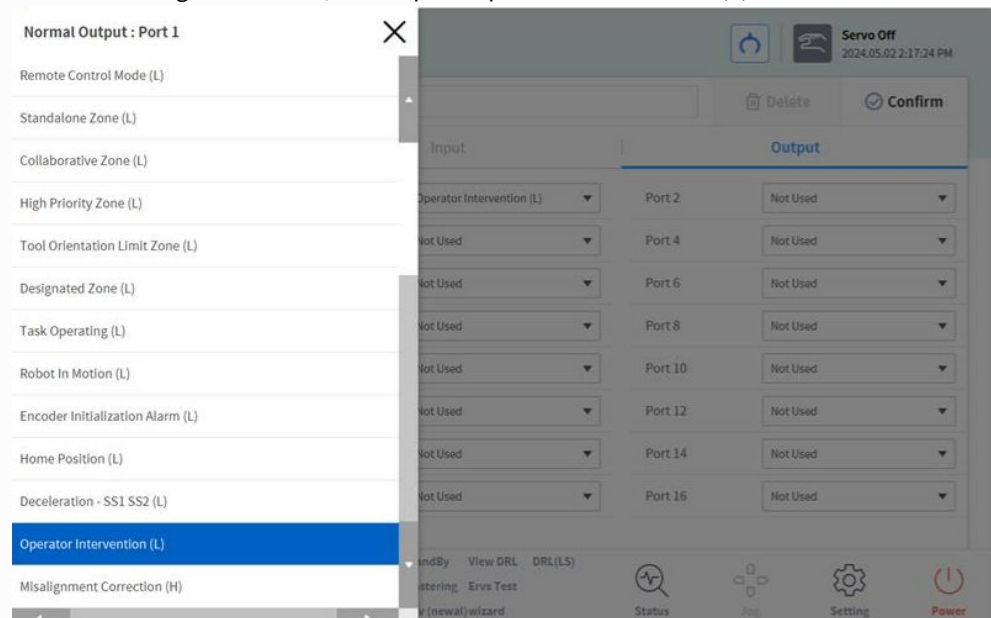 Normal Output : Port 1
Remote Control Mode (L)
Standalone Zone (L)
Collaborative Zone (L)
High Priority Zone (L)
Tool Orientation Limit Zone (L)
Designated Zone (L)
Task Operating (L)
Robot In Motion (L)
Encoder Initialization Alarm (L)
Home Position (L)
Deceleration - SS1 SS2 (L)
Operator Intervention (L)
Misalignment Correction (H)
Servo Off
2024.05.02 2:17:24 PM
Delete
Confirm
Input
Output
Operator Intervention (L)
Port 2
Not Used
Not Used
Port 4
Not Used
Not Used
Port 6
Not Used
Not Used
Port 8
Not Used
Not Used
Port 10
Not Used
Not Used
Port 12
Not Used
Not Used
Port 14
Not Used
Not Used
Port 16
Not Used
View DRL DRL(LS)
Ervs Test
(newal)wizard
Status
Jog
Setting
Power